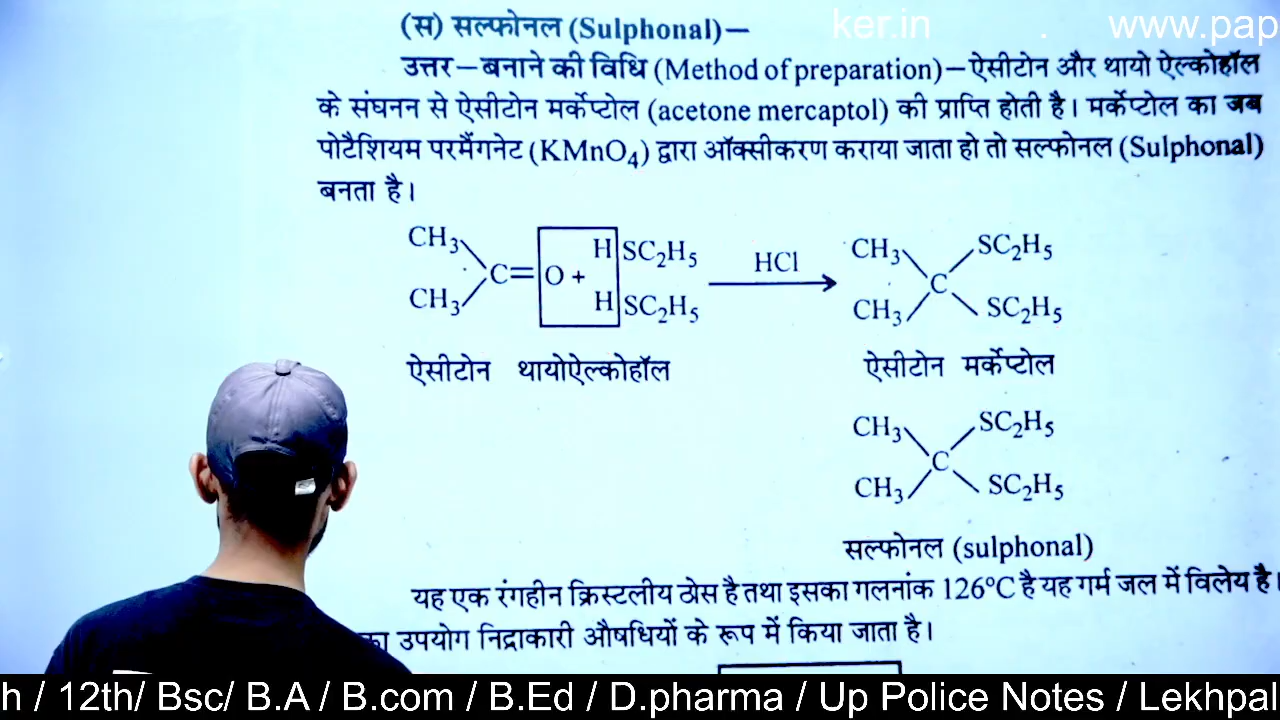 ker.in . www.pap
(स) सल्फोनल (Sulphonal)—
उत्तर—बनाने की विधि (Method of preparation)—ऐसीटोन और थायो ऐल्कोहॉल
के संघनन से ऐसीटोन मर्केप्टोल (acetone mercaptol) की प्राप्ति होती है। मर्केप्टोल का जब
पोटैशियम परमैंगनेट (KMnO₄) द्वारा ऑक्सीकरण कराया जाता हो तो सल्फोनल (Sulphonal)
बनता है।
CH₃ H SC₂H₅ CH₃ SC₂H₅
C=O + HCl C
CH₃ H SC₂H₅ CH₃ SC₂H₅
ऐसीटोन थायोऐल्कोहॉल ऐसीटोन मर्केप्टोल
CH₃ SC₂H₅
C
CH₃ SC₂H₅
सल्फोनल (sulphonal)
यह एक रंगहीन क्रिस्टलीय ठोस है तथा इसका गलनांक 126°C है यह गर्म जल में विलेय है।
का उपयोग निद्राकारी औषधियों के रूप में किया जाता है।
h / 12th/ Bsc/ B.A / B.com / B.Ed / D.pharma / Up Police Notes / Lekhpal